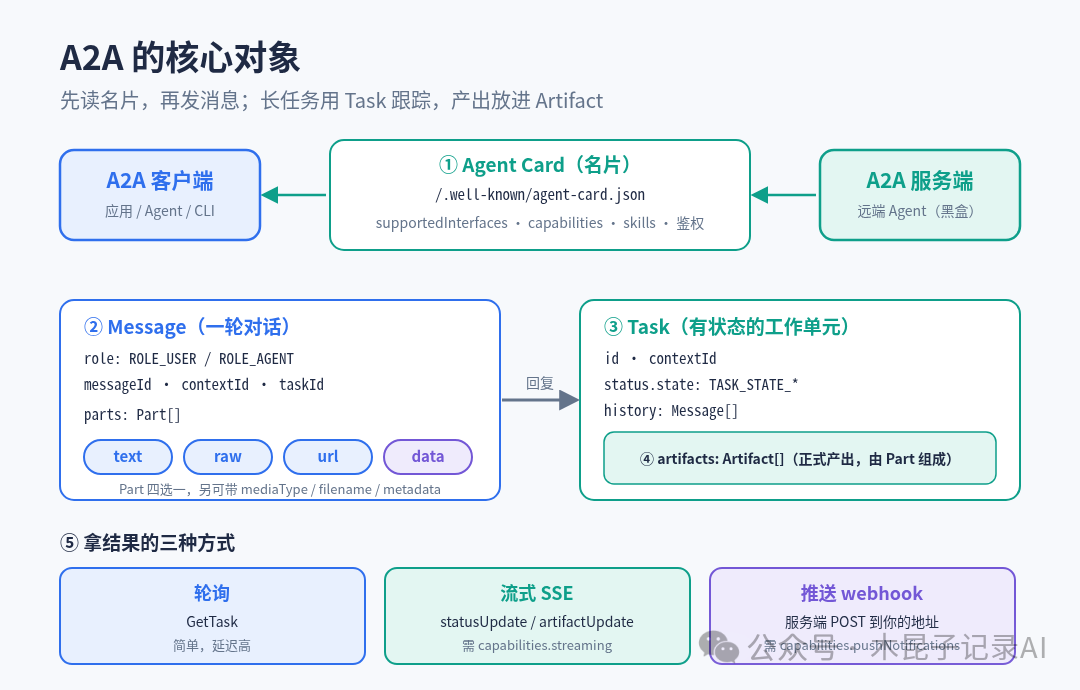 A2A 的核心对象
先读名片，再发消息；长任务用 Task 跟踪，产出放进 Artifact
A2A 客户端
应用 / Agent / CLI
① Agent Card（名片）
/.well-known/agent-card.json
supportedInterfaces · capabilities · skills · 鉴权
A2A 服务端
远端 Agent（黑盒）
② Message（一轮对话）
role: ROLE_USER / ROLE_AGENT
messageId · contextId · taskId
parts: Part[]
text
raw
url
data
Part 四选一，另可带 mediaType / filename / metadata
回复
③ Task（有状态的工作单元）
id · contextId
status.state: TASK_STATE_*
history: Message[]
④ artifacts: Artifact[]（正式产出，由 Part 组成）
⑤ 拿结果的三种方式
轮询
GetTask
简单，延迟高
流式 SSE
statusUpdate / artifactUpdate
需 capabilities.streaming
推送 webhook
服务端 POST 到你的地址
需 capabilities.pushNotifications
公众号 · 木昆子记录AI